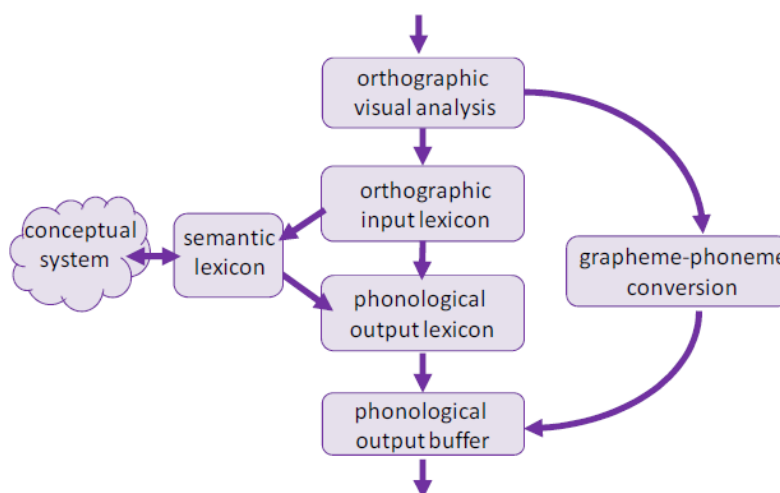 orthographic
visual analysis
orthographic
input lexicon
conceptual
system
semantic
lexicon
grapheme-phoneme
conversion
phonological
output lexicon
phonological
output buffer